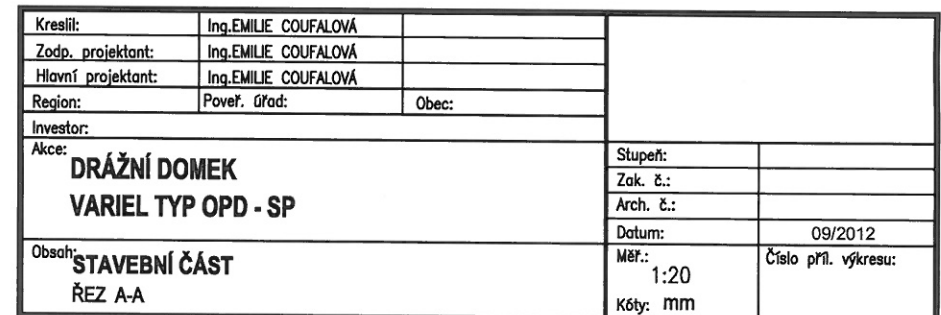 Kreslil: Ing.EMILIE COUFALOVÁ
Zodp. projektant: Ing.EMILIE COUFALOVÁ
Hlavní projektant: Ing.EMILIE COUFALOVÁ
Region: Poveř. úřad: Obec:
Investor:
Akce:
DRÁŽNÍ DOMEK
VARIEL TYP OPD - SP
Stupeň:
Zak. č.:
Arch. č.:
Datum: 09/2012
Obsah:
STAVEBNÍ ČÁST
ŘEZ A-A
Měř.:
1:20
Kóty: mm
Číslo příl. výkresu: